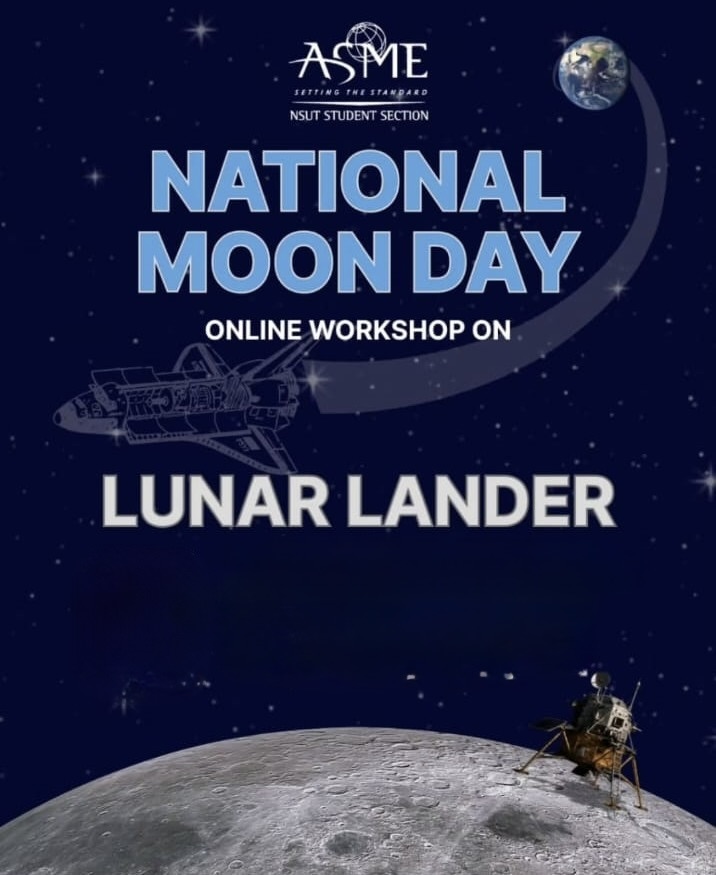 ASME
SETTING THE STANDARD
NSUT STUDENT SECTION
NATIONAL
MOON DAY
ONLINE WORKSHOP ON
LUNAR LANDER